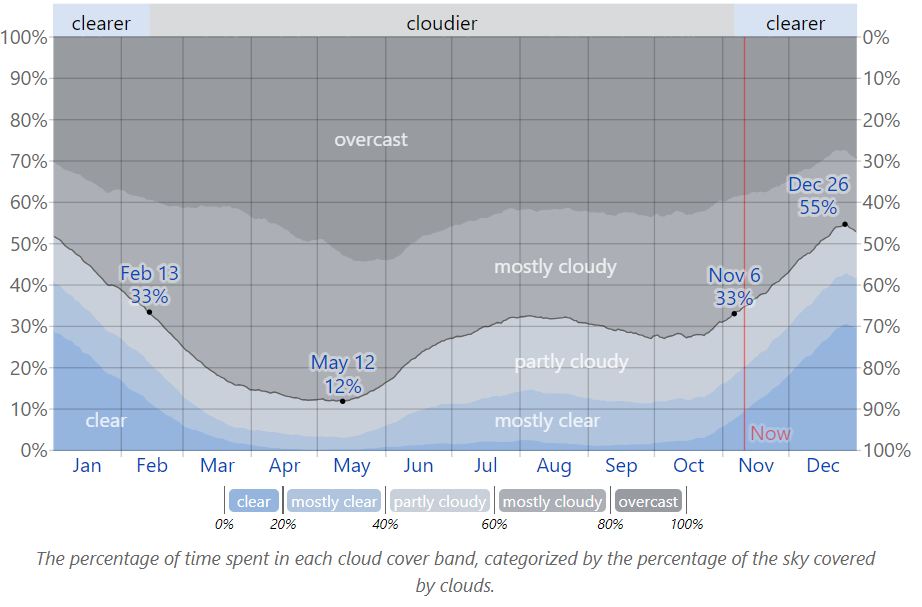 clearer cloudier clearer
100% 0%
90% 10%
80% 20%
overcast
70% 30%
Dec 26
60% 40%
55%
50% 50%
mostly cloudy
Feb 13 Nov 6
40% 60%
33% 33%
30% 70%
partly cloudy
May 12
20% 80%
12%
10% 90%
clear mostly clear
Now
0% 100%
Jan Feb Mar Apr May Jun Jul Aug Sep Oct Nov Dec
clear mostly clear partly cloudy mostly cloudy overcast
0% 20% 40% 60% 80% 100%
The percentage of time spent in each cloud cover band, categorized by the percentage of the sky covered
by clouds.